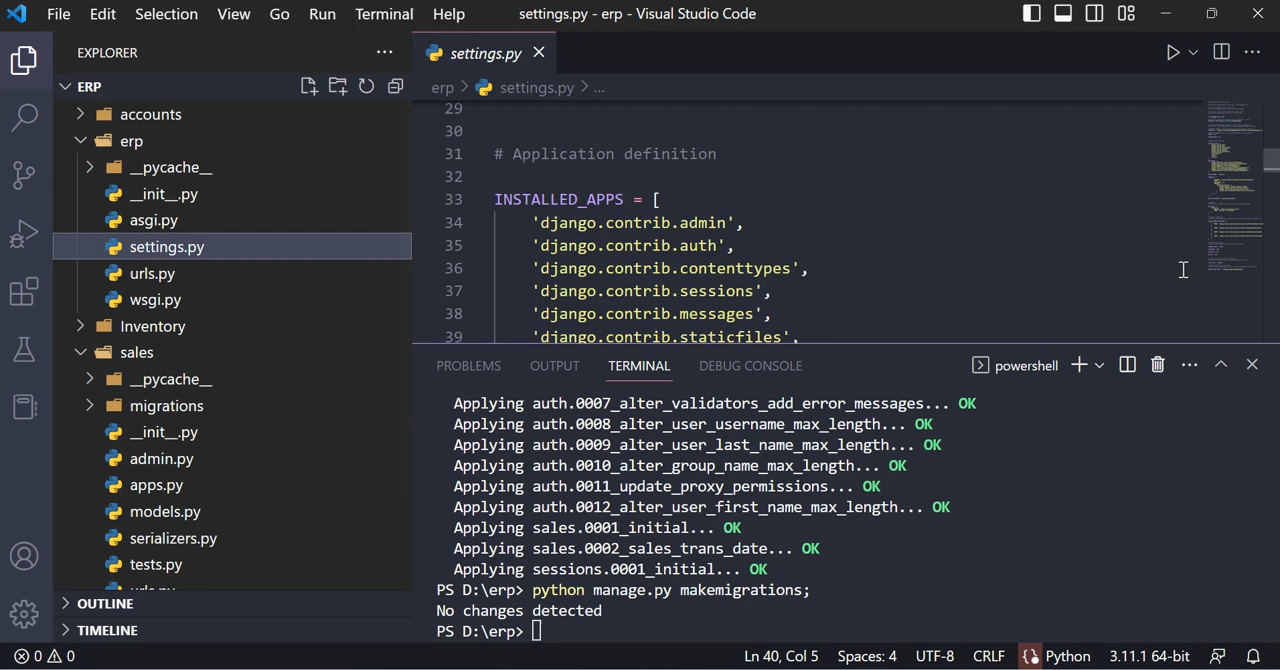 File Edit Selection View Go Run Terminal Help settings.py - erp - Visual Studio Code
EXPLORER
ERP
accounts
erp
__pycache__
__init__.py
asgi.py
settings.py
urls.py
wsgi.py
Inventory
sales
__pycache__
migrations
__init__.py
admin.py
apps.py
models.py
serializers.py
tests.py
OUTLINE
TIMELINE
settings.py
erp > settings.py > ...
29
30
31 # Application definition
32
33 INSTALLED_APPS = [
34 'django.contrib.admin',
35 'django.contrib.auth',
36 'django.contrib.contenttypes',
37 'django.contrib.sessions',
38 'django.contrib.messages',
39 'django.contrib.staticfiles',
PROBLEMS OUTPUT TERMINAL DEBUG CONSOLE powershell
Applying auth.0007_alter_validators_add_error_messages... OK
Applying auth.0008_alter_user_username_max_length... OK
Applying auth.0009_alter_user_last_name_max_length... OK
Applying auth.0010_alter_group_name_max_length... OK
Applying auth.0011_update_proxy_permissions... OK
Applying auth.0012_alter_user_first_name_max_length... OK
Applying sales.0001_initial... OK
Applying sales.0002_sales_trans_date... OK
Applying sessions.0001_initial... OK
PS D:\erp> python manage.py makemigrations;
No changes detected
PS D:\erp>
0 0 Ln 40, Col 5 Spaces: 4 UTF-8 CRLF Python 3.11.1 64-bit